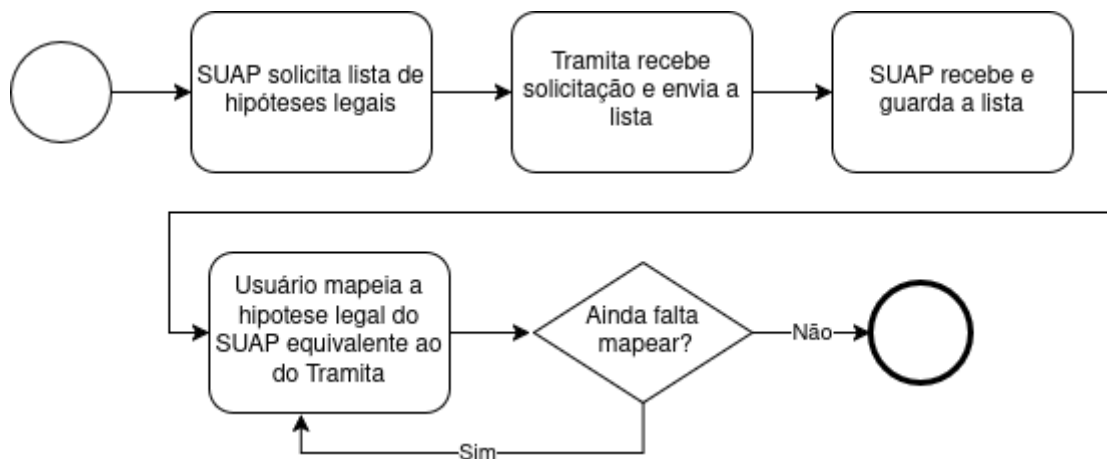 SUAP solicita lista de
hipóteses legais
Tramita recebe
solicitação e envia a
lista
SUAP recebe e
guarda a lista
Usuário mapeia a
hipotese legal do
SUAP equivalente ao
do Tramita
Ainda falta
mapear?
Não
Sim